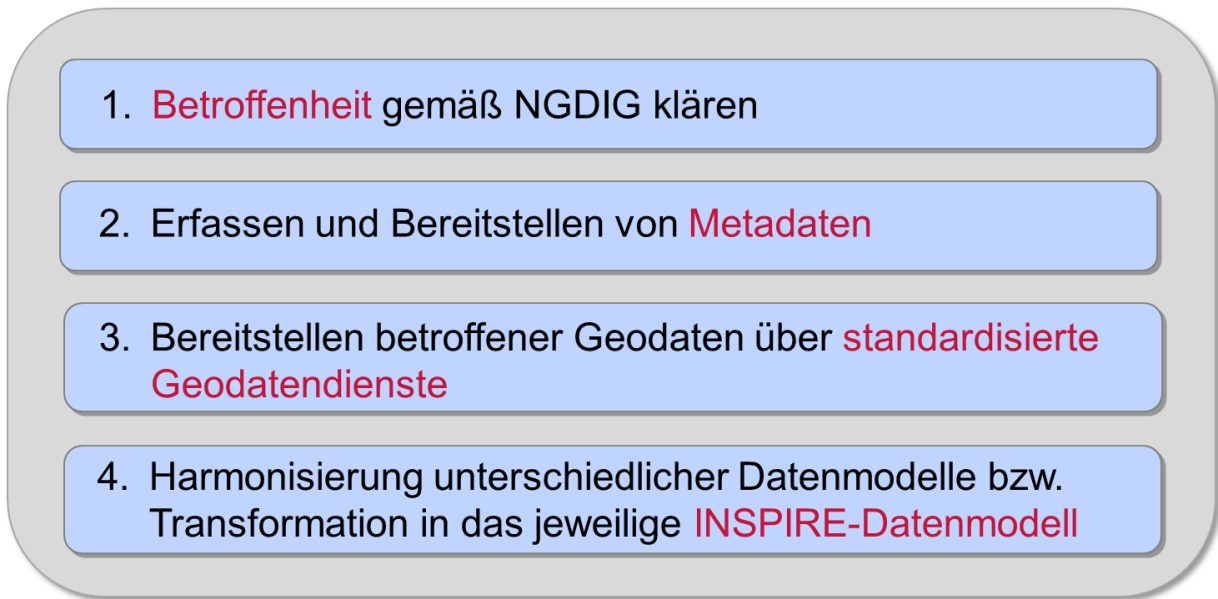 1. Betroffenheit gemäß NGDIG klären
2. Erfassen und Bereitstellen von Metadaten
3. Bereitstellen betroffener Geodaten über standardisierte
Geodatendienste
4. Harmonisierung unterschiedlicher Datenmodelle bzw.
Transformation in das jeweilige INSPIRE-Datenmodell